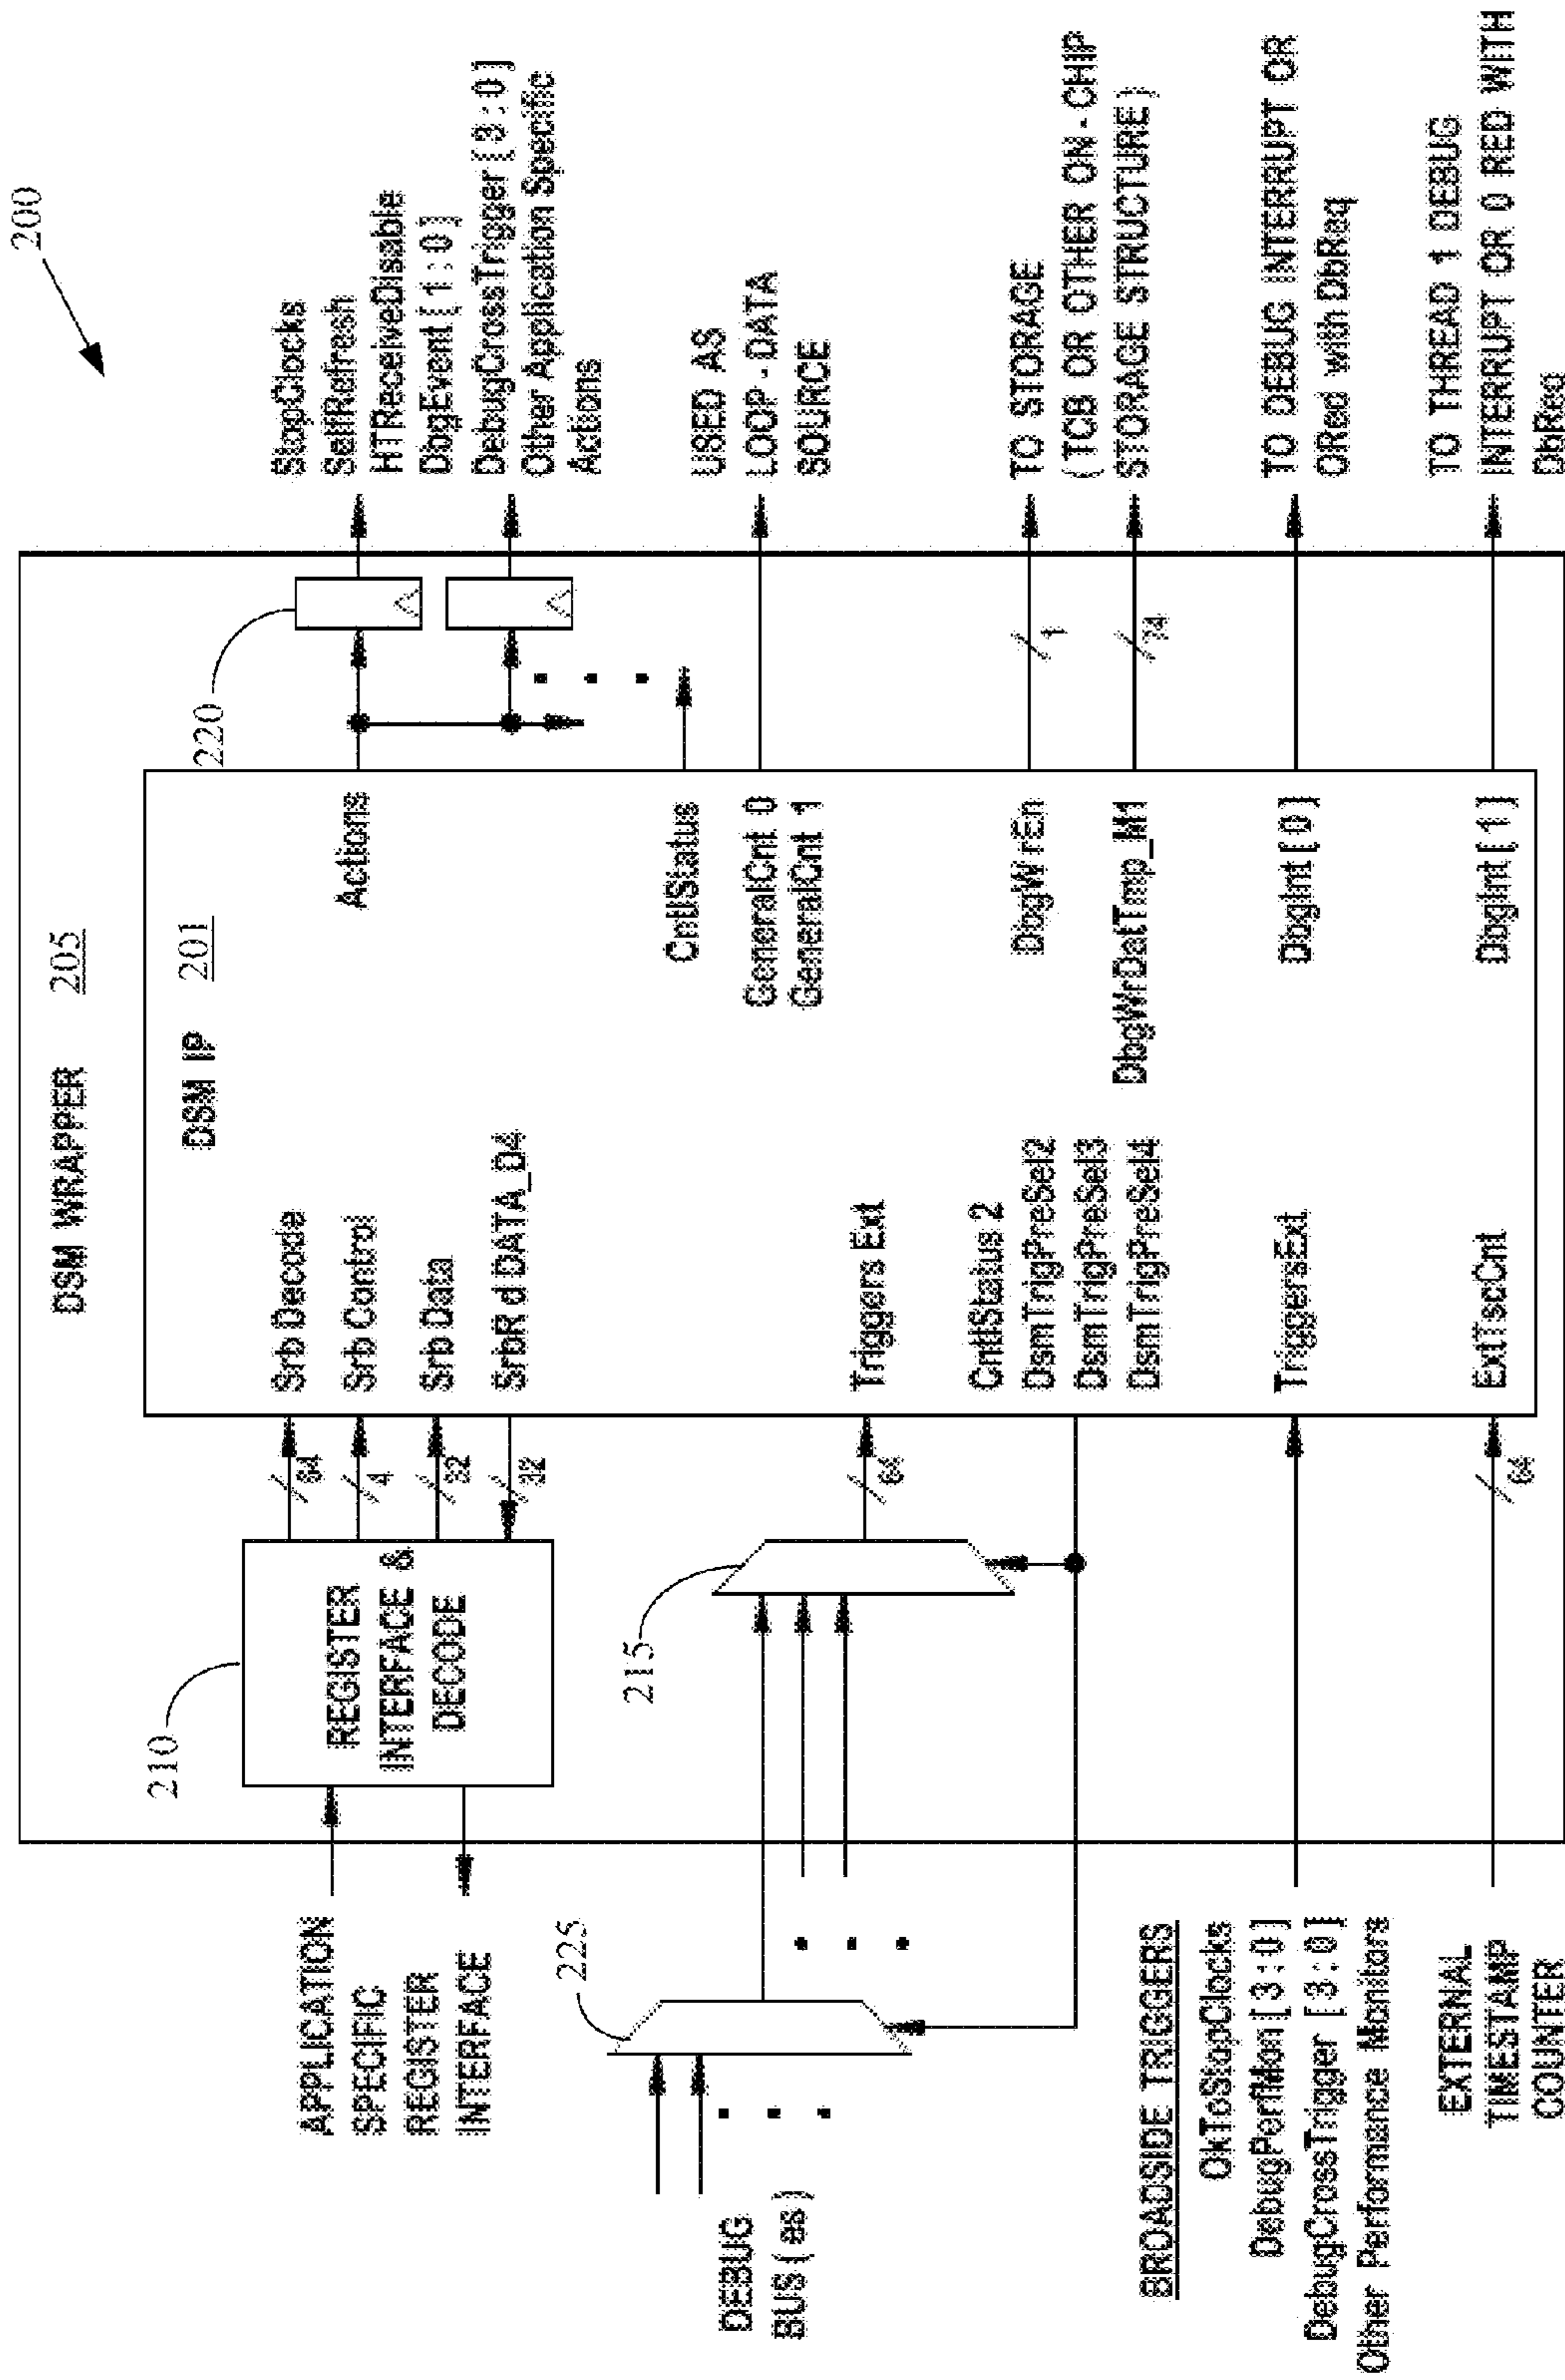 200
DSM WRAPPER 205
DSM IP 201
APPLICATION
SPECIFIC
REGISTER
INTERFACE
210
REGISTER
INTERFACE &
DECODE
64
4
32
32
Srb Decode
Srb Control
Srb Data
SrbR d DATA_D4
Actions
220
StopClocks
SelfRefresh
HTReceiveDisable
DbgEvent [ 1 : 0 ]
DebugCrossTrigger [ 3 : 0 ]
Other Application Specific
Actions
CntlStatus
GeneralCnt 0
GeneralCnt 1
USED AS
LOOP - DATA
SOURCE
DEBUG
BUS ( es )
225
215
64
Triggers Ext
CntlStatus 2
DsmTrigPreSel2
DsmTrigPreSel3
DsmTrigPreSel4
DbgW rEn
DbgWrDatTmp_M1
1
74
TO STORAGE
( TCB OR OTHER ON - CHIP
STORAGE STRUCTURE )
BROADSIDE TRIGGERS
OkToStopClocks
DebugPerfMon [ 3 : 0 ]
DebugCrossTrigger [ 3 : 0 ]
Other Performance Monitors
TriggersExt
DbgInt [ 0 ]
TO DEBUG INTERRUPT OR
ORed with DbReq
EXTERNAL
TIMESTAMP
COUNTER
64
ExtTscCnt
DbgInt [ 1 ]
TO THREAD 1 DEBUG
INTERRUPT OR 0 RED WITH
DbReq